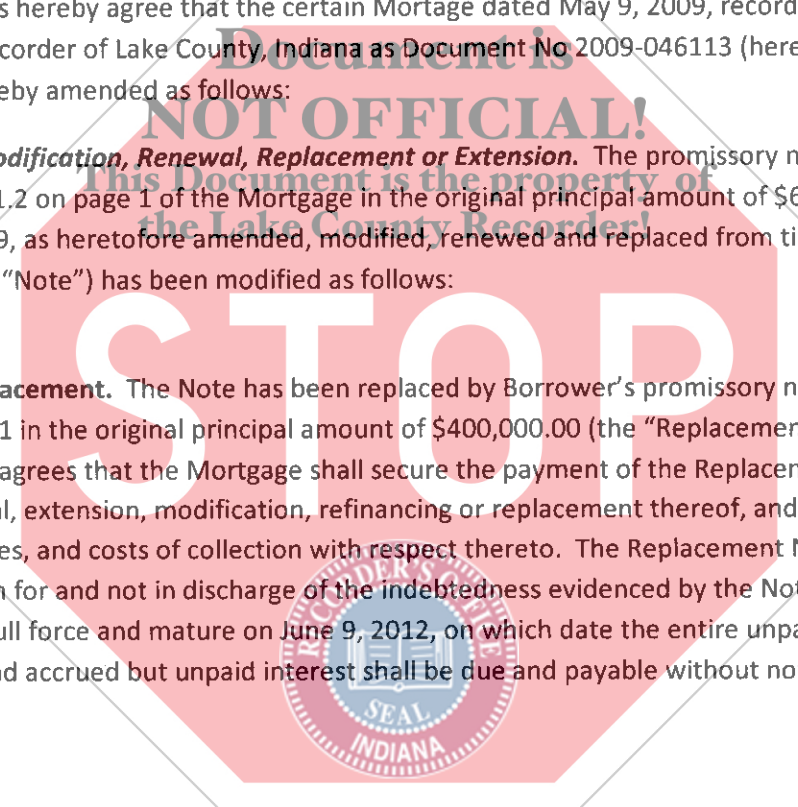 s hereby agree that the certain Mortage dated May 9, 2009, record
corder of Lake County, Indiana as Document No 2009-046113 (here
eby amended as follows:
Document is
NOT OFFICIAL!
This Document is the property of
the Lake County Recorder!
odification, Renewal, Replacement or Extension. The promissory n
1.2 on page 1 of the Mortgage in the original principal amount of $6
9, as heretofore amended, modified, renewed and replaced from ti
"Note") has been modified as follows:
STOP
acement. The Note has been replaced by Borrower's promissory n
1 in the original principal amount of $400,000.00 (the "Replacemen
agrees that the Mortgage shall secure the payment of the Replacen
l, extension, modification, refinancing or replacement thereof, and
es, and costs of collection with respect thereto. The Replacement N
n for and not in discharge of the indebtedness evidenced by the Not
ull force and mature on June 9, 2012, on which date the entire unpa
d accrued but unpaid interest shall be due and payable without no
RECORDER'S OFFICE
SEAL
INDIANA